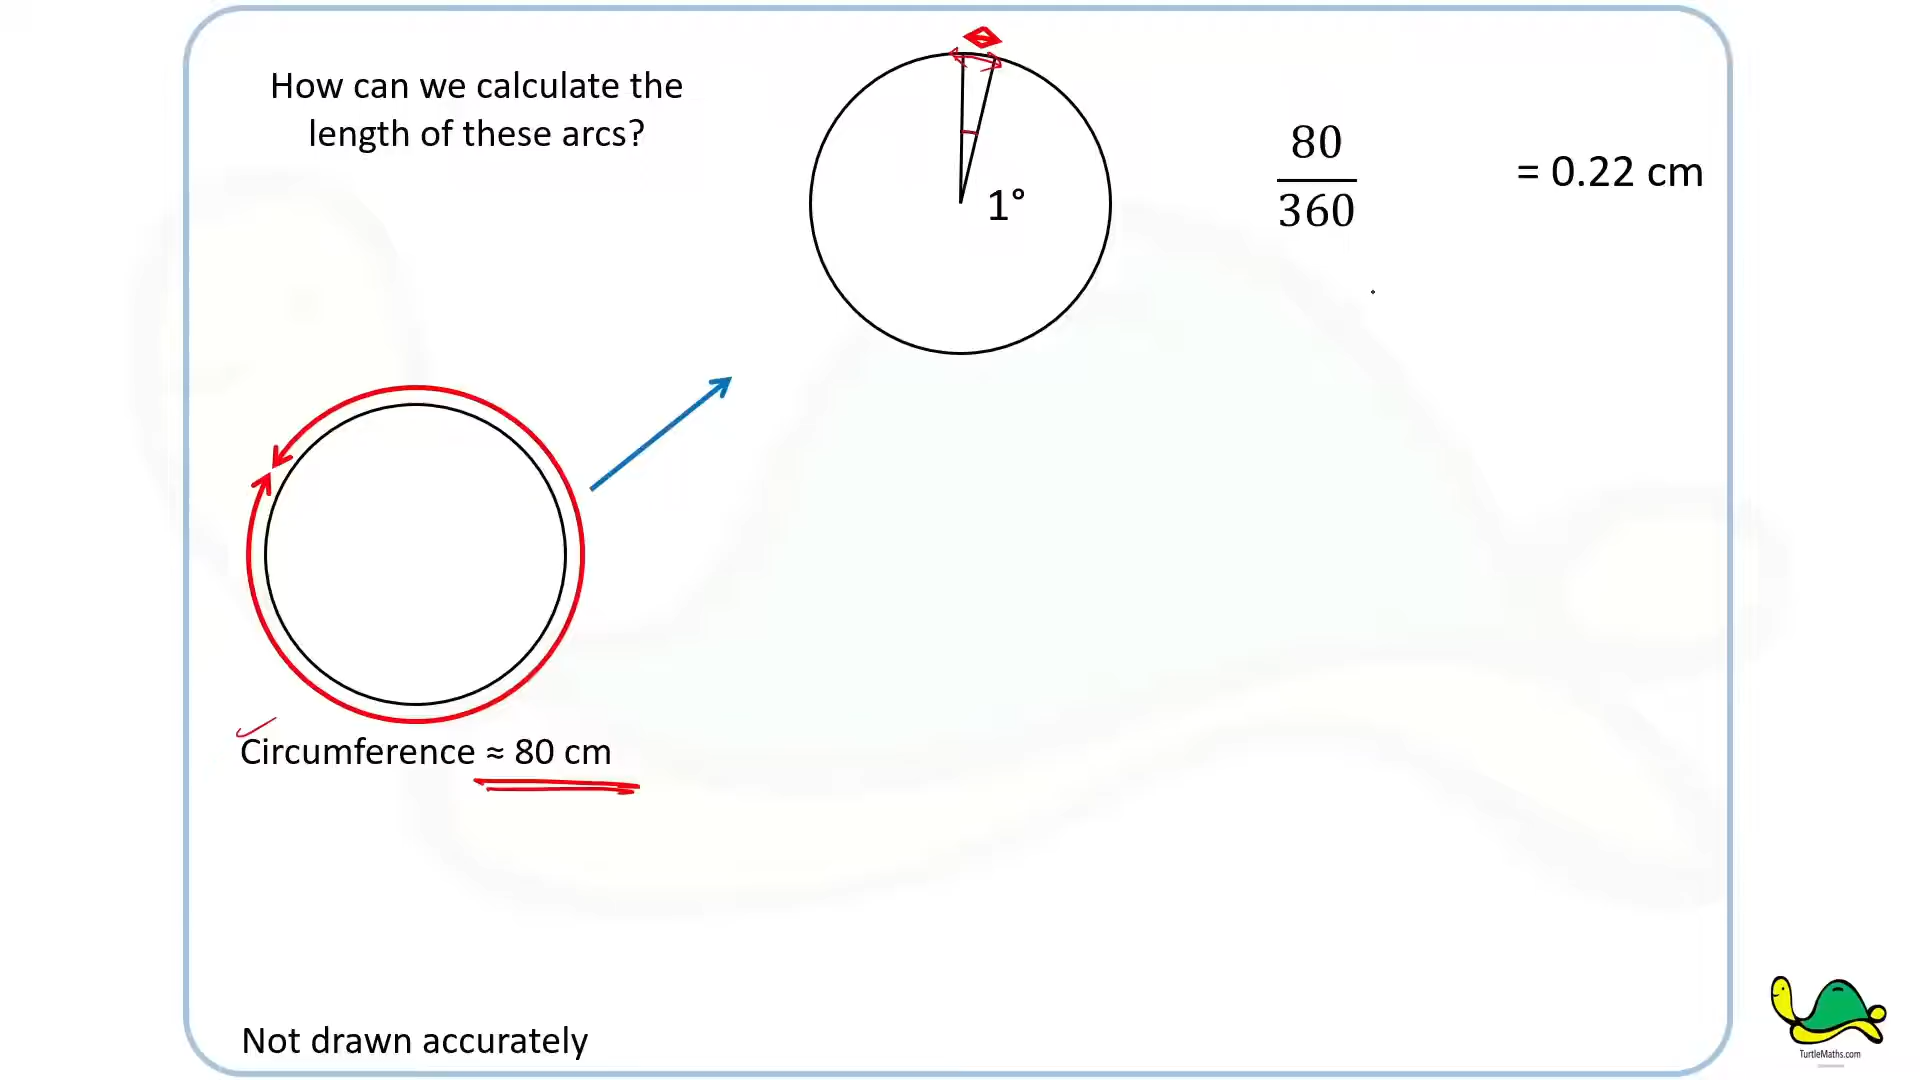 How can we calculate the
length of these arcs?
1°
80
360
= 0.22 cm
Circumference ≈ 80 cm
Not drawn accurately
TurtleMaths.com